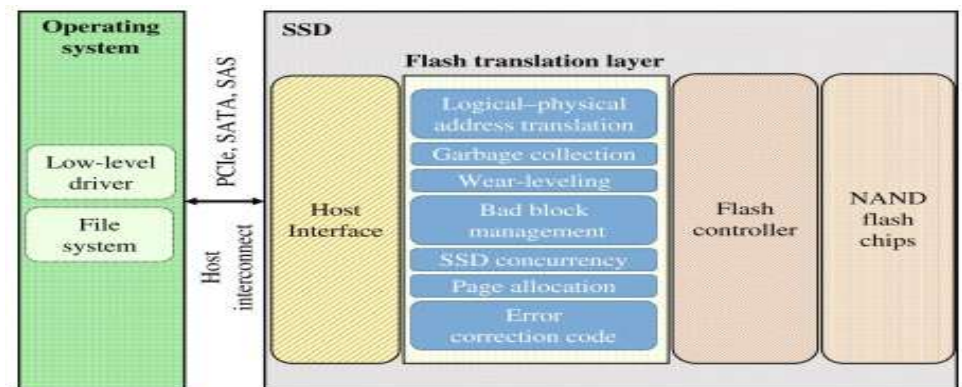 Operating
system
Low-level
driver
File
system
PCIe, SATA, SAS
Host
interconnect
SSD
Flash translation layer
Host
Interface
Logical–physical
address translation
Garbage collection
Wear-leveling
Bad block
management
SSD concurrency
Page allocation
Error
correction code
Flash
controller
NAND
flash
chips